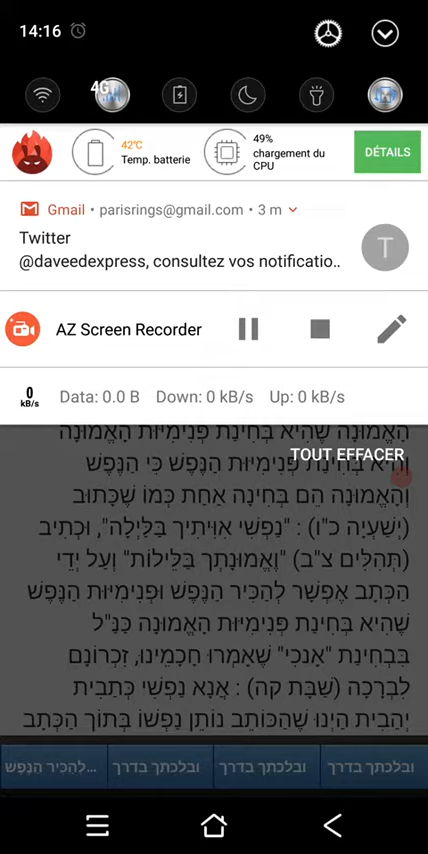 14:16
4G
42℃
Temp. batterie
49%
chargement du
CPU
DÉTAILS
Gmail • parisrings@gmail.com • 3 m
Twitter
@daveedexpress, consultez vos notificatio..
T
AZ Screen Recorder
0
kB/s
Data: 0.0 B Down: 0 kB/s Up: 0 kB/s
הָאֱמוּנָה שֶׁהִיא בְּחִינַת פְּנִימִיּוּת הָאֱמוּנָה
TOUT EFFACER
וְהִיא בְּחִינַת פְּנִימִיּוּת הַנֶּפֶשׁ כִּי הַנֶּפֶשׁ
וְהָאֱמוּנָה הֵם בְּחִינָה אַחַת כְּמוֹ שֶׁכָּתוּב
(יְשַׁעְיָה כ"ו) : "נַפְשִׁי אִוִּיתִיךָ בַּלַּיְלָה", וּכְתִיב
(תְּהִלִּים צ"ב) "וֶאֱמוּנָתְךָ בַּלֵּילוֹת" וְעַל יְדֵי
הַכְּתָב אֶפְשָׁר לְהַכִּיר הַנֶּפֶשׁ וּפְנִימִיּוּת הַנֶּפֶשׁ
שֶׁהִיא בְּחִינַת פְּנִימִיּוּת הָאֱמוּנָה כַּנַּ"ל
בִּבְחִינַת "אָנֹכִי" שֶׁאָמְרוּ חֲכָמֵינוּ, זִכְרוֹנָם
לִבְרָכָה (שַׁבָּת קה) : אֲנָא נַפְשִׁי כְּתַבִית
יְהַבִית הַיְנוּ שֶׁהַכּוֹתֵב נוֹתֵן נַפְשׁוֹ בְּתוֹךְ הַכְּתָב
ובלכתך בדרך ובלכתך בדרך ובלכתך בדרך לְהַכִּיר הַנֶּפֶשׁ...